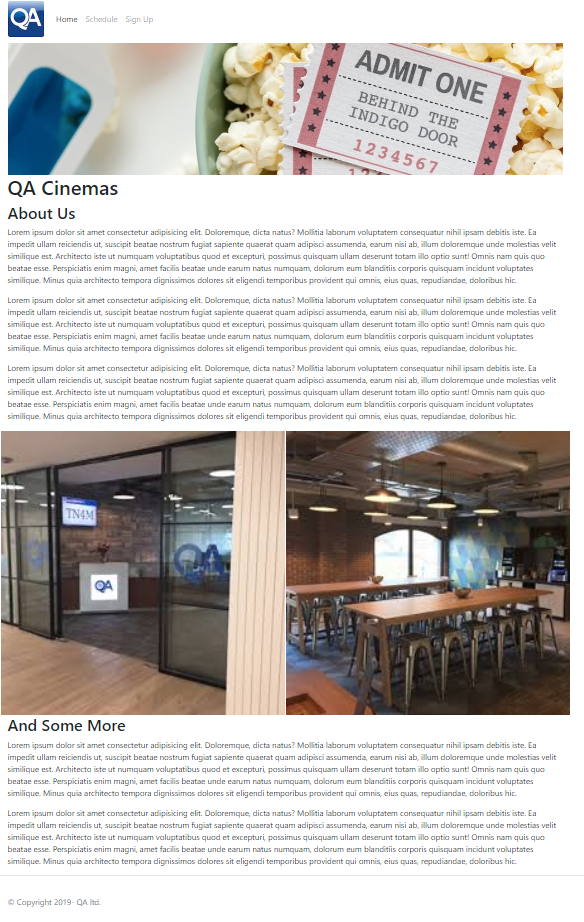 QA
Home Schedule Sign Up
ADMIT ONE
BEHIND THE
INDIGO DOOR
1234567
QA Cinemas
About Us
Lorem ipsum dolor sit amet consectetur adipisicing elit. Doloremque, dicta natus? Mollitia laborum voluptatem consequatur nihil ipsam debitis iste. Ea
impedit ullam reiciendis ut, suscipit beatae nostrum fugiat sapiente quaerat quam adipisci assumenda, earum nisi ab, illum doloremque unde molestias velit
similique est. Architecto iste ut numquam voluptatibus quod et excepturi, possimus quisquam ullam deserunt totam illo optio sunt! Omnis nam quis quo
beatae esse. Perspiciatis enim magni, amet facilis beatae unde earum natus numquam, dolorum eum blanditiis corporis quisquam incidunt voluptates
similique. Minus quia architecto tempora dignissimos dolores sit eligendi temporibus provident qui omnis, eius quas, repudiandae, doloribus hic.
Lorem ipsum dolor sit amet consectetur adipisicing elit. Doloremque, dicta natus? Mollitia laborum voluptatem consequatur nihil ipsam debitis iste. Ea
impedit ullam reiciendis ut, suscipit beatae nostrum fugiat sapiente quaerat quam adipisci assumenda, earum nisi ab, illum doloremque unde molestias velit
similique est. Architecto iste ut numquam voluptatibus quod et excepturi, possimus quisquam ullam deserunt totam illo optio sunt! Omnis nam quis quo
beatae esse. Perspiciatis enim magni, amet facilis beatae unde earum natus numquam, dolorum eum blanditiis corporis quisquam incidunt voluptates
similique. Minus quia architecto tempora dignissimos dolores sit eligendi temporibus provident qui omnis, eius quas, repudiandae, doloribus hic.
Lorem ipsum dolor sit amet consectetur adipisicing elit. Doloremque, dicta natus? Mollitia laborum voluptatem consequatur nihil ipsam debitis iste. Ea
impedit ullam reiciendis ut, suscipit beatae nostrum fugiat sapiente quaerat quam adipisci assumenda, earum nisi ab, illum doloremque unde molestias velit
similique est. Architecto iste ut numquam voluptatibus quod et excepturi, possimus quisquam ullam deserunt totam illo optio sunt! Omnis nam quis quo
beatae esse. Perspiciatis enim magni, amet facilis beatae unde earum natus numquam, dolorum eum blanditiis corporis quisquam incidunt voluptates
similique. Minus quia architecto tempora dignissimos dolores sit eligendi temporibus provident qui omnis, eius quas, repudiandae, doloribus hic.
TN4M
QA
QA
And Some More
Lorem ipsum dolor sit amet consectetur adipisicing elit. Doloremque, dicta natus? Mollitia laborum voluptatem consequatur nihil ipsam debitis iste. Ea
impedit ullam reiciendis ut, suscipit beatae nostrum fugiat sapiente quaerat quam adipisci assumenda, earum nisi ab, illum doloremque unde molestias velit
similique est. Architecto iste ut numquam voluptatibus quod et excepturi, possimus quisquam ullam deserunt totam illo optio sunt! Omnis nam quis quo
beatae esse. Perspiciatis enim magni, amet facilis beatae unde earum natus numquam, dolorum eum blanditiis corporis quisquam incidunt voluptates
similique. Minus quia architecto tempora dignissimos dolores sit eligendi temporibus provident qui omnis, eius quas, repudiandae, doloribus hic.
Lorem ipsum dolor sit amet consectetur adipisicing elit. Doloremque, dicta natus? Mollitia laborum voluptatem consequatur nihil ipsam debitis iste. Ea
impedit ullam reiciendis ut, suscipit beatae nostrum fugiat sapiente quaerat quam adipisci assumenda, earum nisi ab, illum doloremque unde molestias velit
similique est. Architecto iste ut numquam voluptatibus quod et excepturi, possimus quisquam ullam deserunt totam illo optio sunt! Omnis nam quis quo
beatae esse. Perspiciatis enim magni, amet facilis beatae unde earum natus numquam, dolorum eum blanditiis corporis quisquam incidunt voluptates
similique. Minus quia architecto tempora dignissimos dolores sit eligendi temporibus provident qui omnis, eius quas, repudiandae, doloribus hic.
© Copyright 2019- QA ltd.